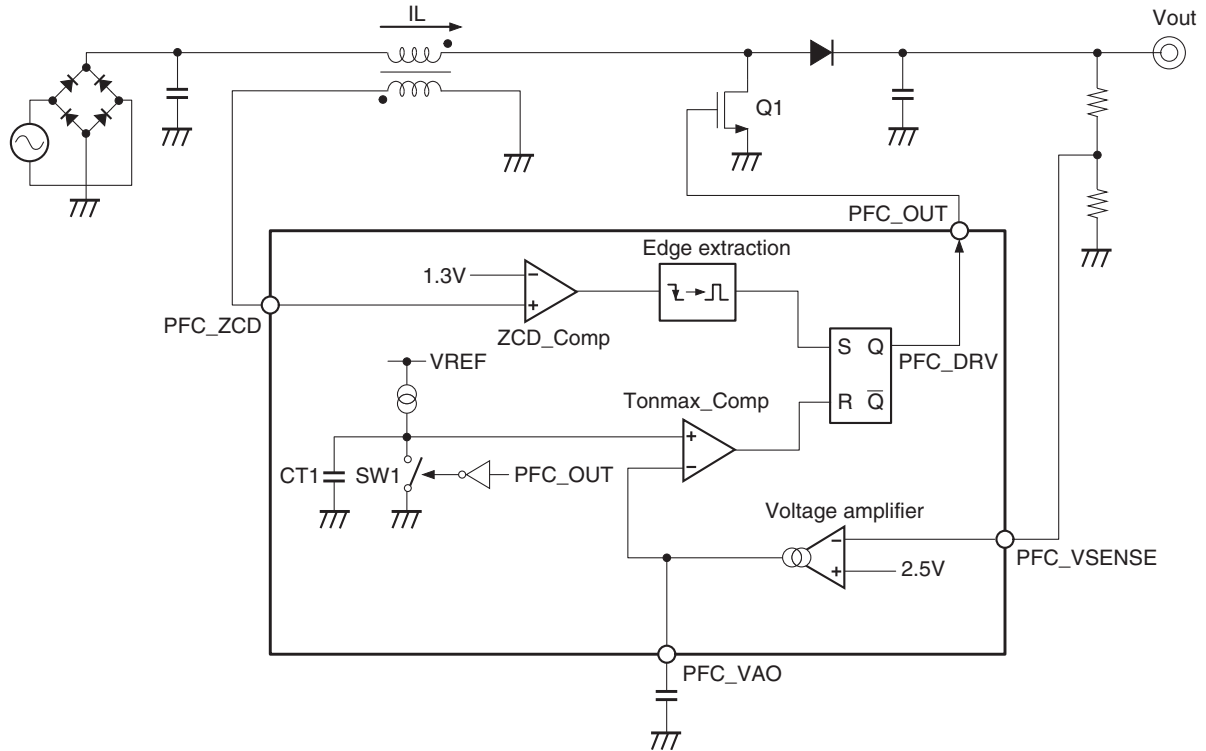 IL
Vout
Q1
PFC_OUT
Edge extraction
1.3V
−
+
PFC_ZCD
ZCD_Comp
S Q
PFC_DRV
R Q̅
VREF
Tonmax_Comp
+
−
CT1
SW1
PFC_OUT
Voltage amplifier
−
+
2.5V
PFC_VSENSE
PFC_VAO